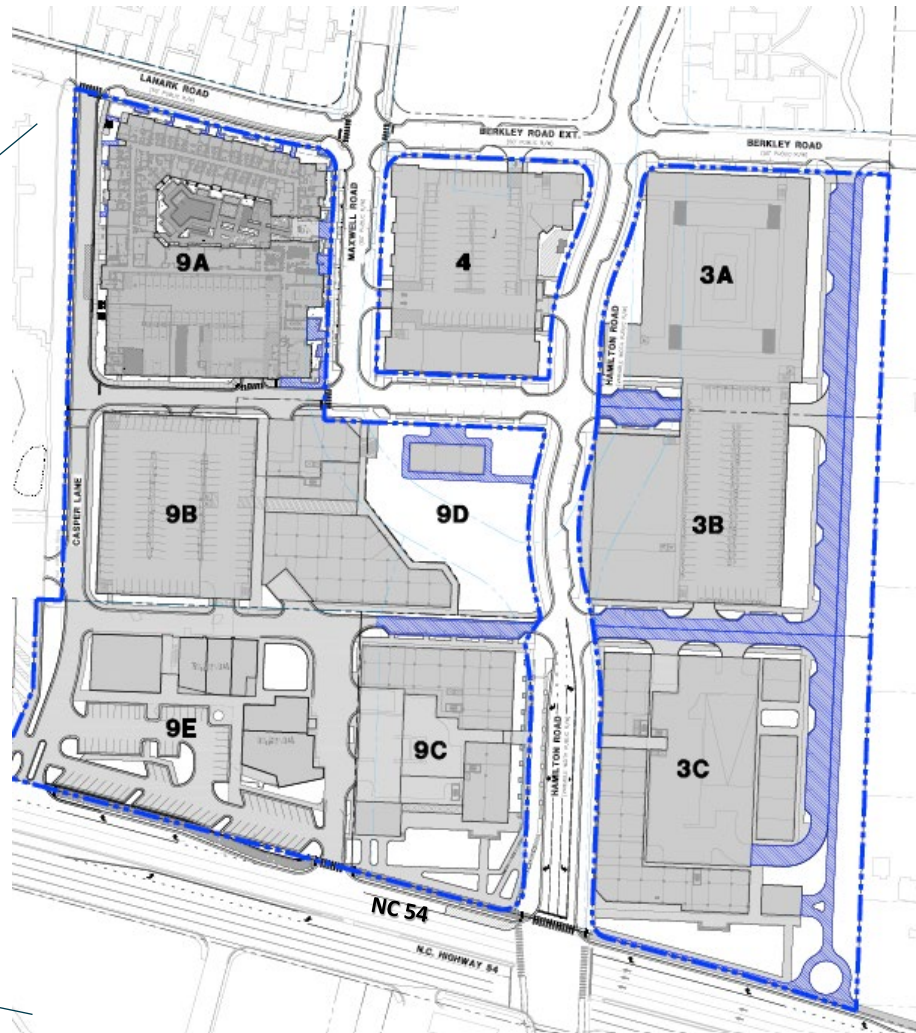 LANARK ROAD
BERKLEY ROAD EXT.
BERKLEY ROAD
MAXWELL ROAD
9A
4
3A
HAMILTON ROAD
CASPER LANE
9B
9D
3B
9E
9C
HAMILTON ROAD
3C
NC 54
N.C. HIGHWAY 54